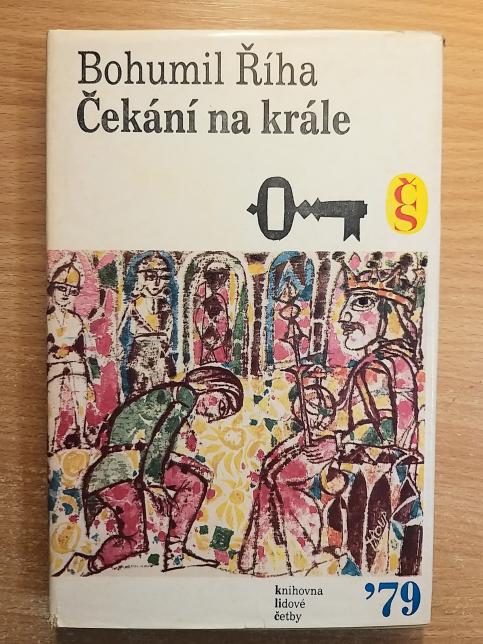 Bohumil Říha
Čekání na krále
ČS
knihovna
lidové
četby
'79